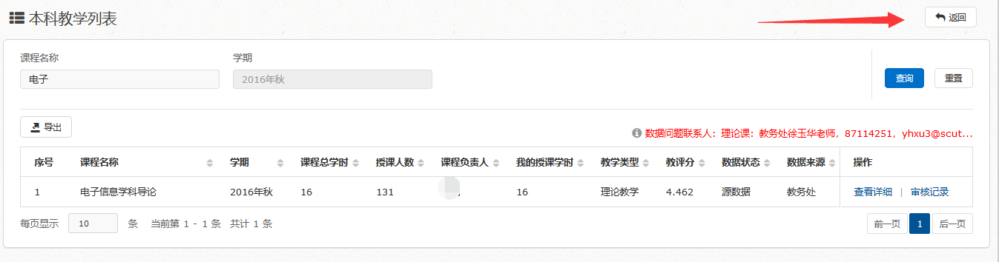 本科教学列表
返回
课程名称 学期
电子 2016年秋 查询 重置
导出
数据问题联系人：理论课：教务处徐玉华老师，87114251，yhxu3@scut...
序号 课程名称 学期 课程总学时 授课人数 课程负责人 我的授课学时 教学类型 教评分 数据状态 数据来源 操作
1 电子信息学科导论 2016年秋 16 131 16 理论教学 4.462 源数据 教务处 查看详细 | 审核记录
每页显示 10 条 当前第 1 - 1 条 共计 1 条 前一页 1 后一页